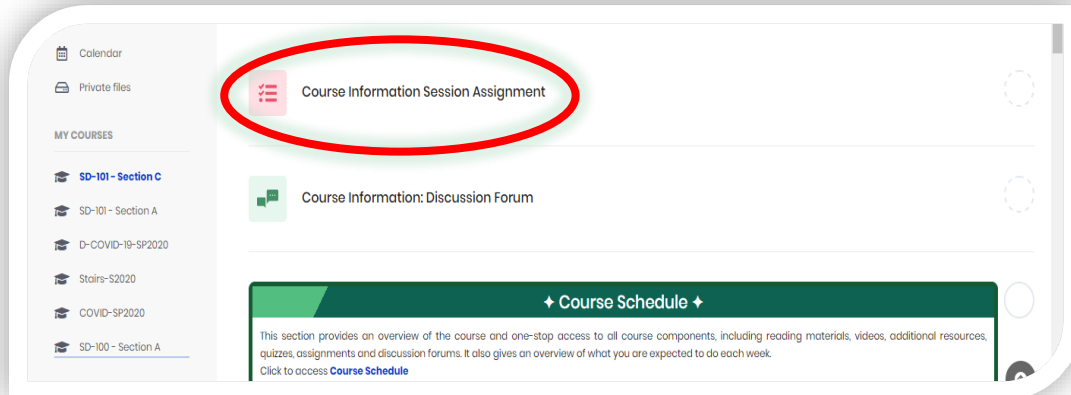 Calendar
Private files
MY COURSES
SD-101 - Section C
SD-101 - Section A
D-COVID-19-SP2020
Stairs-S2020
COVID-SP2020
SD-100 - Section A
Course Information Session Assignment
Course Information: Discussion Forum
✦ Course Schedule ✦
This section provides an overview of the course and one-stop access to all course components, including reading materials, videos, additional resources,
quizzes, assignments and discussion forums. It also gives an overview of what you are expected to do each week.
Click to access Course Schedule